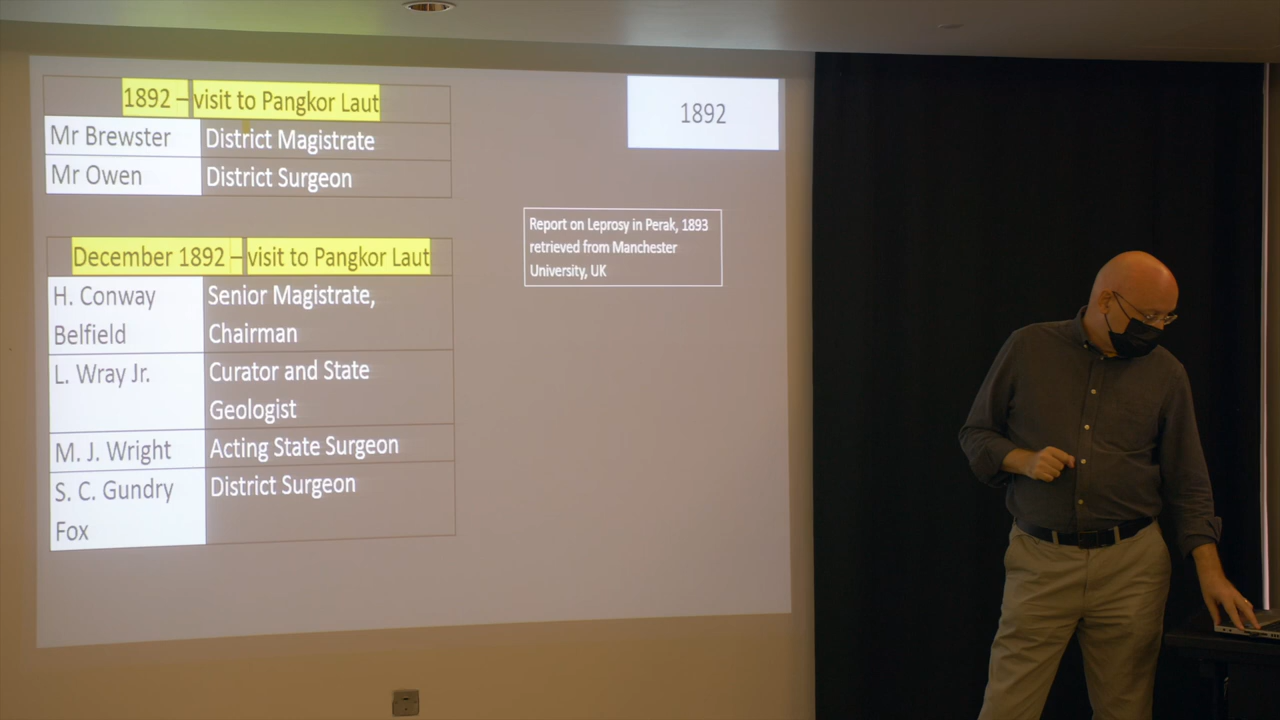 1892 – visit to Pangkor Laut
Mr Brewster District Magistrate
Mr Owen District Surgeon
December 1892 – visit to Pangkor Laut
H. Conway Senior Magistrate,
Belfield Chairman
L. Wray Jr. Curator and State
Geologist
M. J. Wright Acting State Surgeon
S. C. Gundry District Surgeon
Fox
1892
Report on Leprosy in Perak, 1893
retrieved from Manchester
University, UK